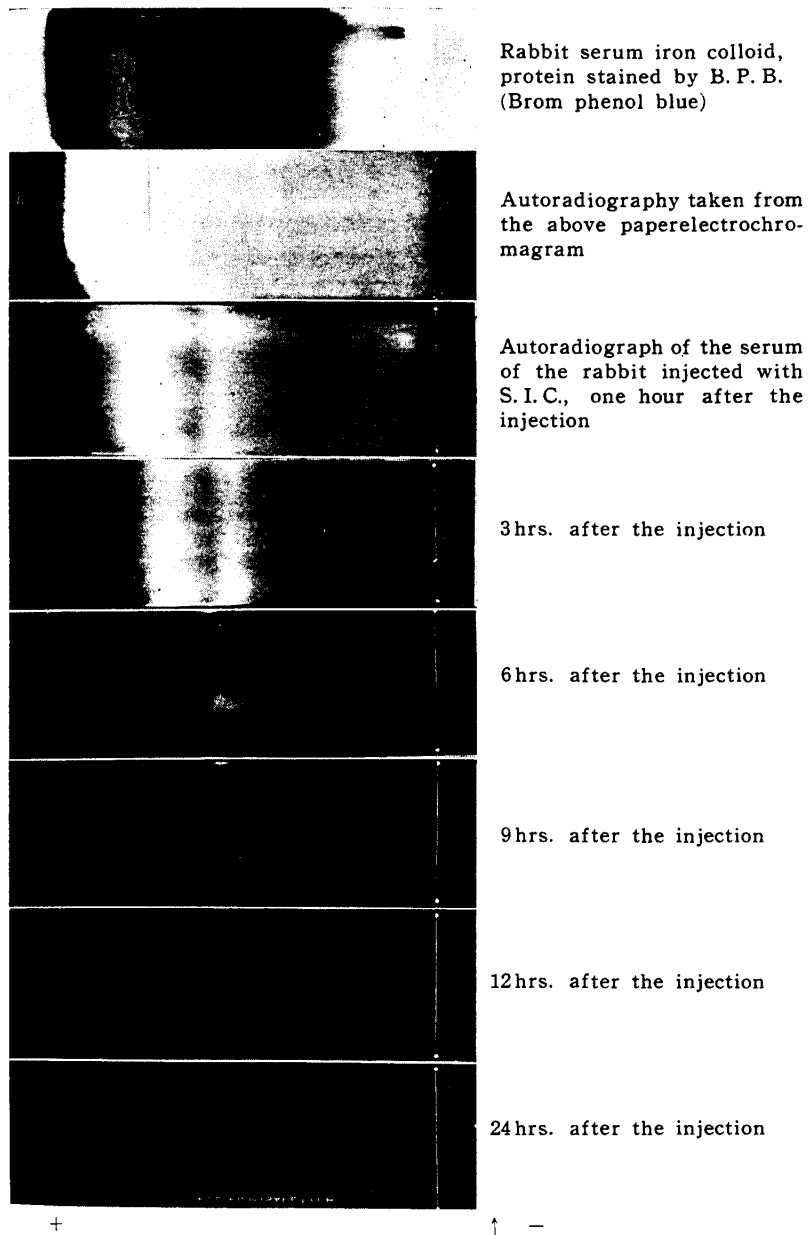 Rabbit serum iron colloid,
protein stained by B. P. B.
(Brom phenol blue)
Autoradiography taken from
the above paperelectrochro-
magram
Autoradiograph of the serum
of the rabbit injected with
S. I. C., one hour after the
injection
3 hrs. after the injection
6 hrs. after the injection
9 hrs. after the injection
12 hrs. after the injection
24 hrs. after the injection
+ ↑ −